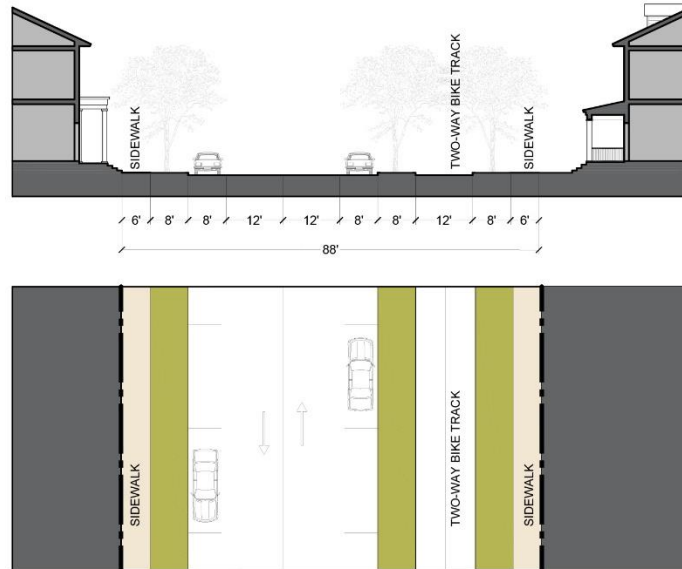 SIDEWALK
TWO-WAY BIKE TRACK
SIDEWALK
6' 8' 8' 12' 12' 8' 8' 12' 8' 6'
88'
SIDEWALK
TWO-WAY BIKE TRACK
SIDEWALK